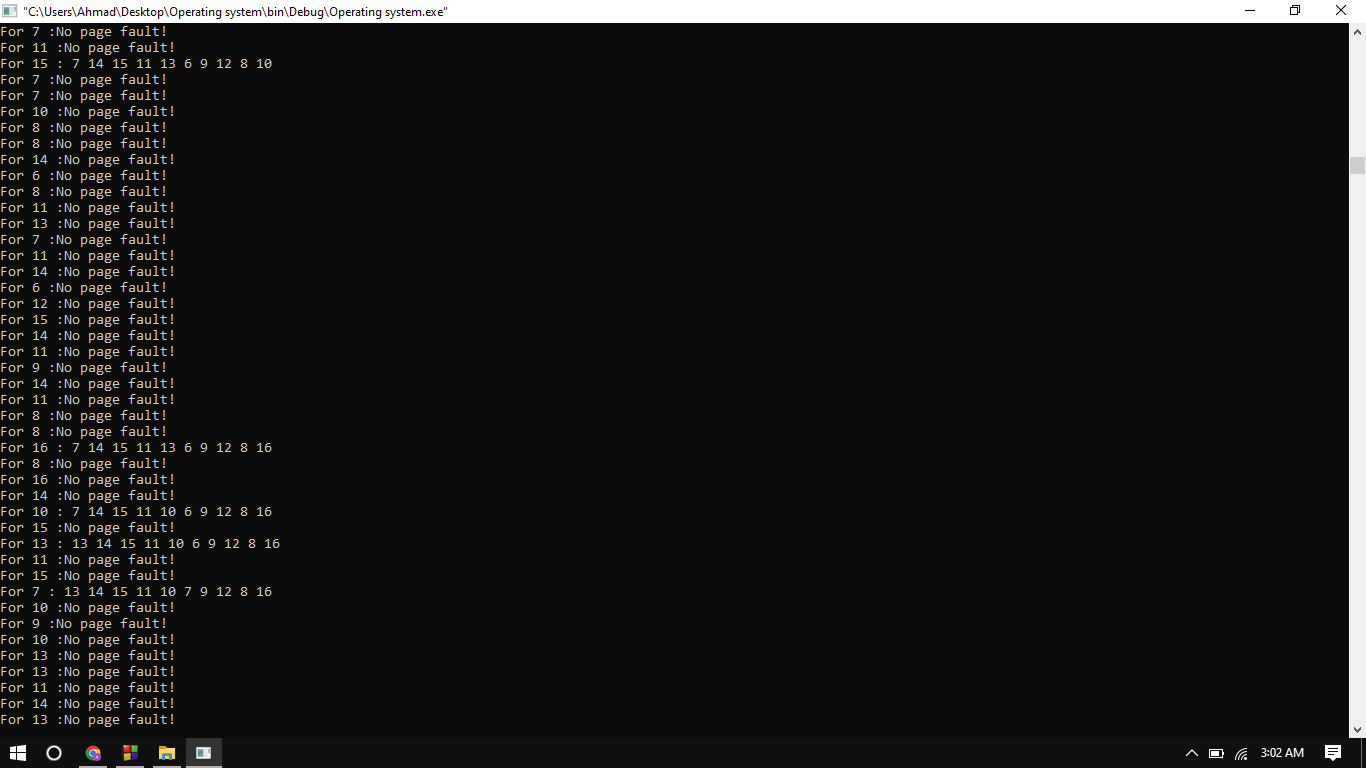 "C:\Users\Ahmad\Desktop\Operating system\bin\Debug\Operating system.exe"
For 7 :No page fault!
For 11 :No page fault!
For 15 : 7 14 15 11 13 6 9 12 8 10
For 7 :No page fault!
For 7 :No page fault!
For 10 :No page fault!
For 8 :No page fault!
For 8 :No page fault!
For 14 :No page fault!
For 6 :No page fault!
For 8 :No page fault!
For 11 :No page fault!
For 13 :No page fault!
For 7 :No page fault!
For 11 :No page fault!
For 14 :No page fault!
For 6 :No page fault!
For 12 :No page fault!
For 15 :No page fault!
For 14 :No page fault!
For 11 :No page fault!
For 9 :No page fault!
For 14 :No page fault!
For 11 :No page fault!
For 8 :No page fault!
For 8 :No page fault!
For 16 : 7 14 15 11 13 6 9 12 8 16
For 8 :No page fault!
For 16 :No page fault!
For 14 :No page fault!
For 10 : 7 14 15 11 10 6 9 12 8 16
For 15 :No page fault!
For 13 : 13 14 15 11 10 6 9 12 8 16
For 11 :No page fault!
For 15 :No page fault!
For 7 : 13 14 15 11 10 7 9 12 8 16
For 10 :No page fault!
For 9 :No page fault!
For 10 :No page fault!
For 13 :No page fault!
For 13 :No page fault!
For 11 :No page fault!
For 14 :No page fault!
For 13 :No page fault!
3:02 AM